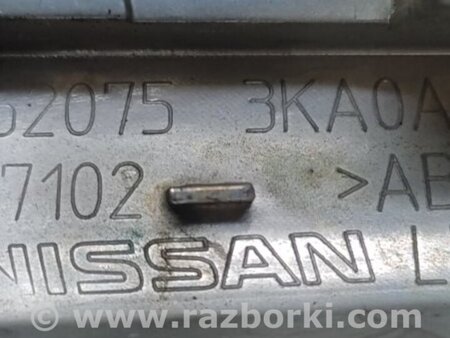 62075 3KA0A
7102 >AB
NISSAN L
© www.razborki.com